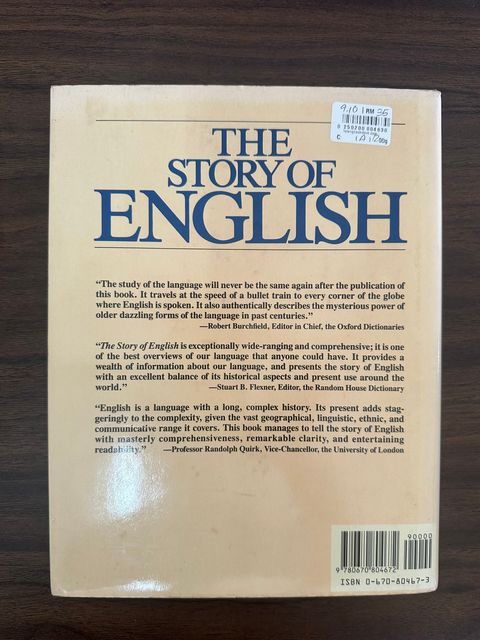 9.10 | RM 35
THE
STORY OF
ENGLISH
“The study of the language will never be the same again after the publication
of this book. It travels at the speed of a bullet train to every corner of the globe
where English is spoken. It also authentically describes the mysterious power of
older dazzling forms of the language in past centuries.”
—Robert Burchfield, Editor in Chief, the Oxford Dictionaries
“The Story of English is exceptionally wide-ranging and comprehensive; it is one
of the best overviews of our language that anyone could have. It provides a
wealth of information about our language, and presents the story of English
with an excellent balance of its historical aspects and present use around the
world.” —Stuart B. Flexner, Editor, the Random House Dictionary
“English is a language with a long, complex history. Its present adds stag-
geringly to the complexity, given the vast geographical, linguistic, ethnic, and
communicative range it covers. This book manages to tell the story of English
with masterly comprehensiveness, remarkable clarity, and entertaining
readability.” —Professor Randolph Quirk, Vice-Chancellor, the University of London
90000
9 780670 804672
ISBN 0-670-80467-3